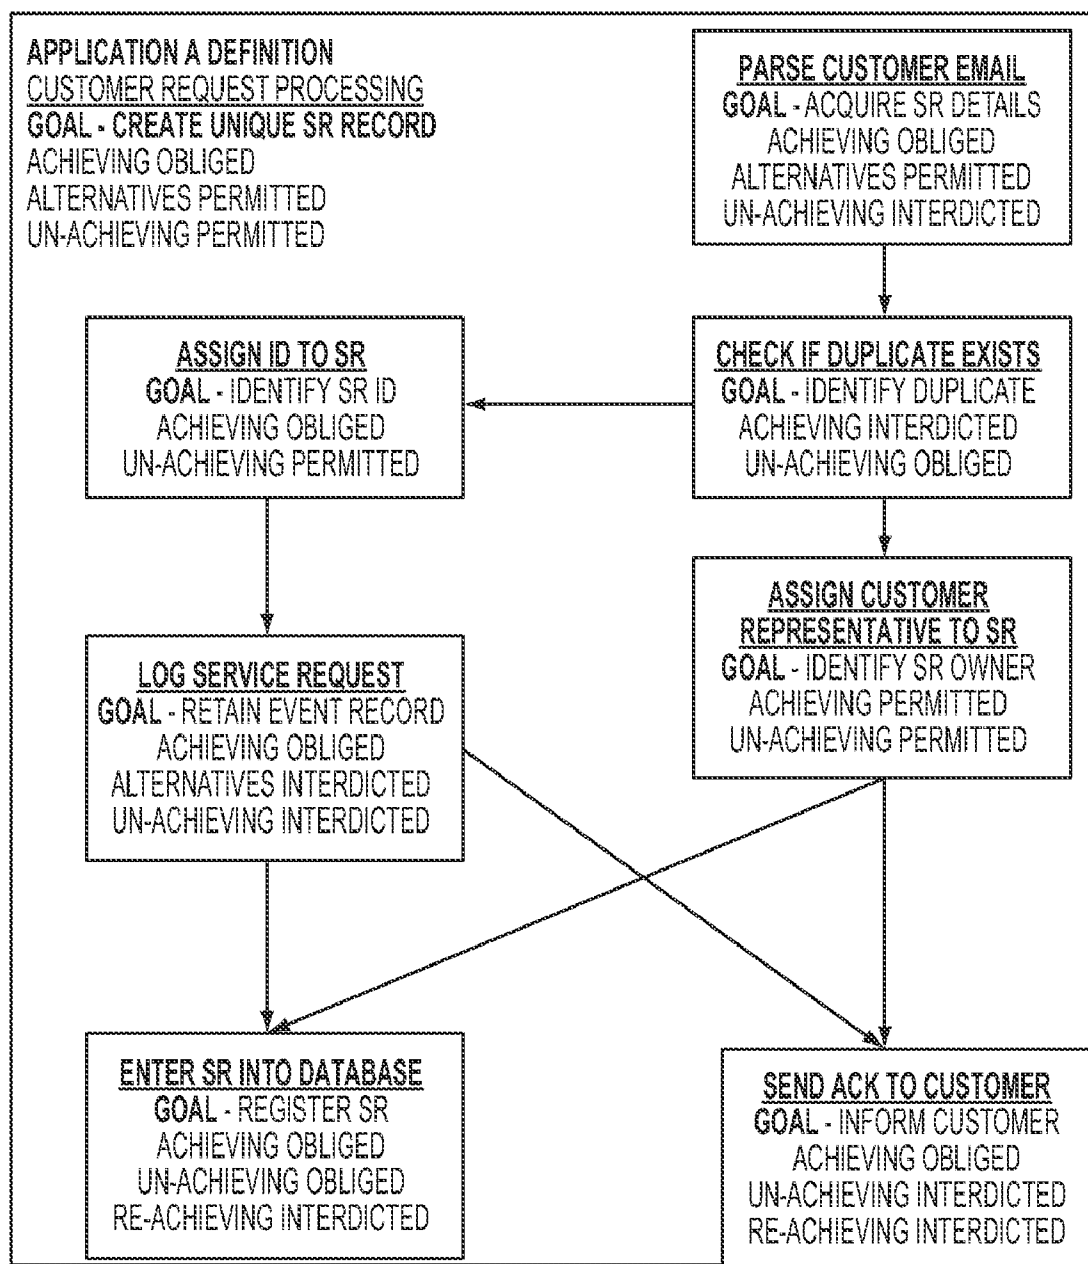 APPLICATION A DEFINITION
CUSTOMER REQUEST PROCESSING
GOAL - CREATE UNIQUE SR RECORD
ACHIEVING OBLIGED
ALTERNATIVES PERMITTED
UN-ACHIEVING PERMITTED
PARSE CUSTOMER EMAIL
GOAL - ACQUIRE SR DETAILS
ACHIEVING OBLIGED
ALTERNATIVES PERMITTED
UN-ACHIEVING INTERDICTED
ASSIGN ID TO SR
GOAL - IDENTIFY SR ID
ACHIEVING OBLIGED
UN-ACHIEVING PERMITTED
CHECK IF DUPLICATE EXISTS
GOAL - IDENTIFY DUPLICATE
ACHIEVING INTERDICTED
UN-ACHIEVING OBLIGED
ASSIGN CUSTOMER
REPRESENTATIVE TO SR
GOAL - IDENTIFY SR OWNER
ACHIEVING PERMITTED
UN-ACHIEVING PERMITTED
LOG SERVICE REQUEST
GOAL - RETAIN EVENT RECORD
ACHIEVING OBLIGED
ALTERNATIVES INTERDICTED
UN-ACHIEVING INTERDICTED
ENTER SR INTO DATABASE
GOAL - REGISTER SR
ACHIEVING OBLIGED
UN-ACHIEVING OBLIGED
RE-ACHIEVING INTERDICTED
SEND ACK TO CUSTOMER
GOAL - INFORM CUSTOMER
ACHIEVING OBLIGED
UN-ACHIEVING INTERDICTED
RE-ACHIEVING INTERDICTED